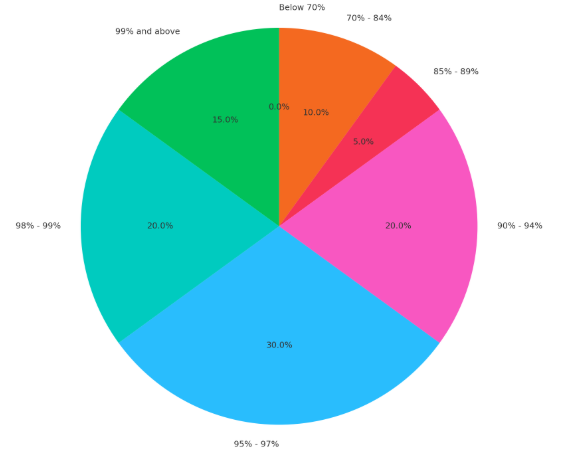 Below 70%
70% - 84%
99% and above
85% - 89%
0.0%
10.0%
15.0%
5.0%
98% - 99%
20.0%
20.0%
90% - 94%
30.0%
95% - 97%